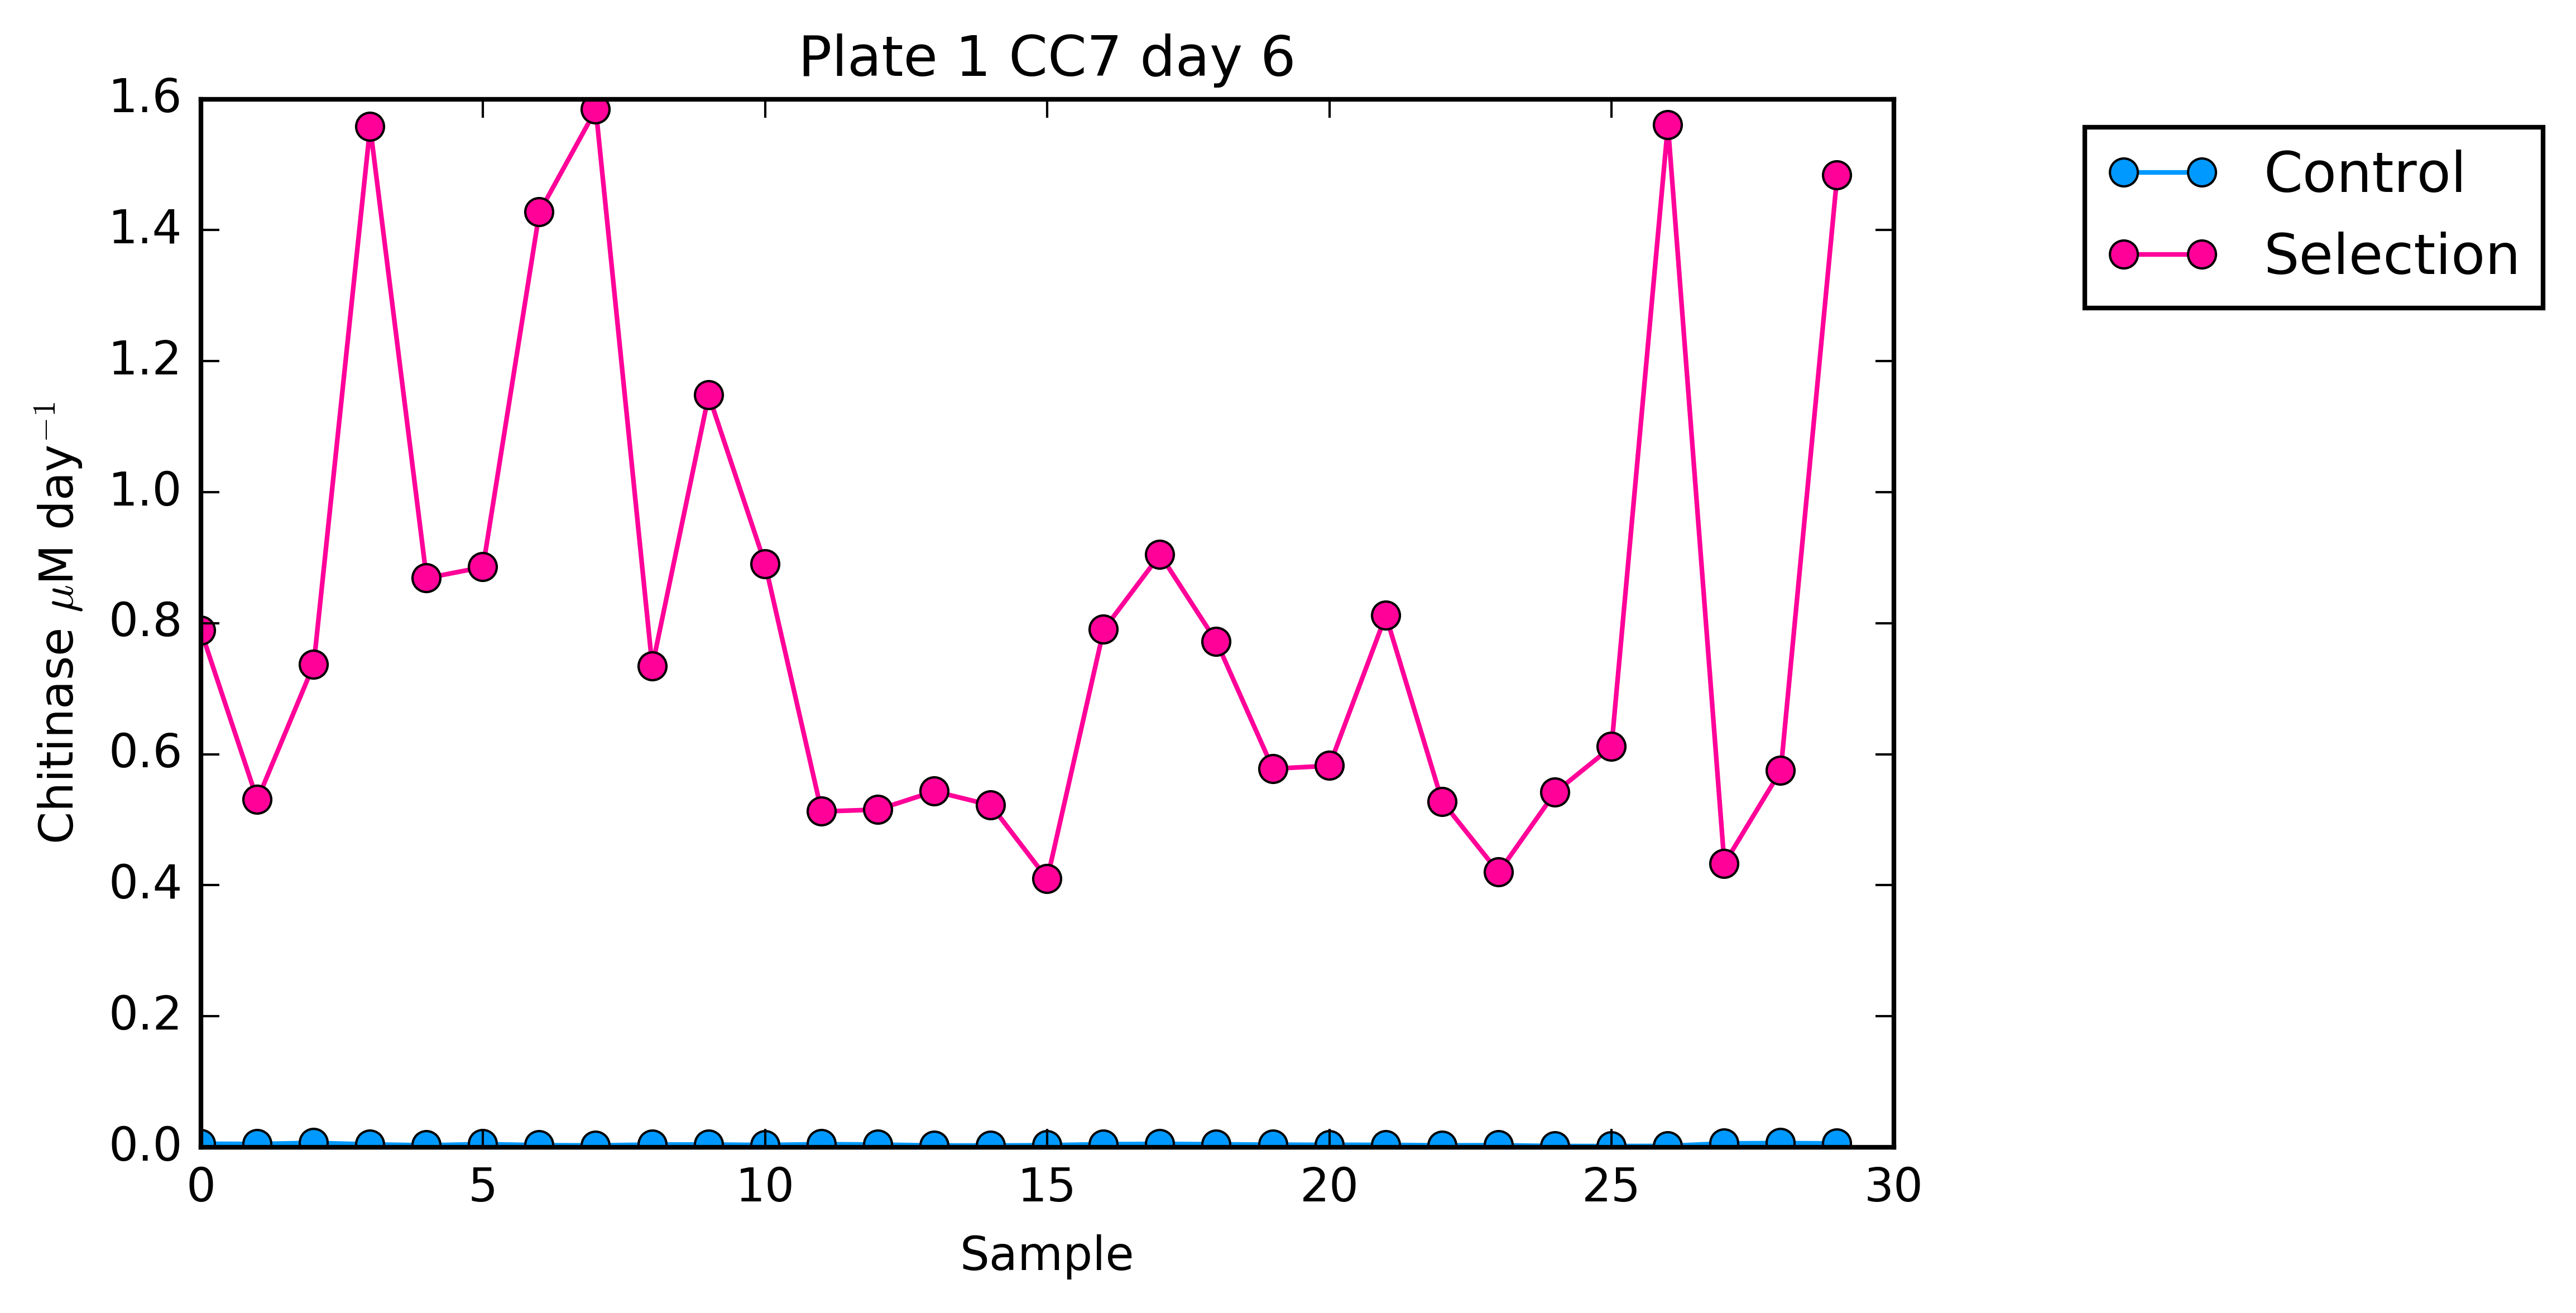 Plate 1 CC7 day 6
1.6
1.4
1.2
1.0
0.8
0.6
0.4
0.2
0.0
Chitinase μM day⁻¹
0 5 10 15 20 25 30
Sample
Control
Selection